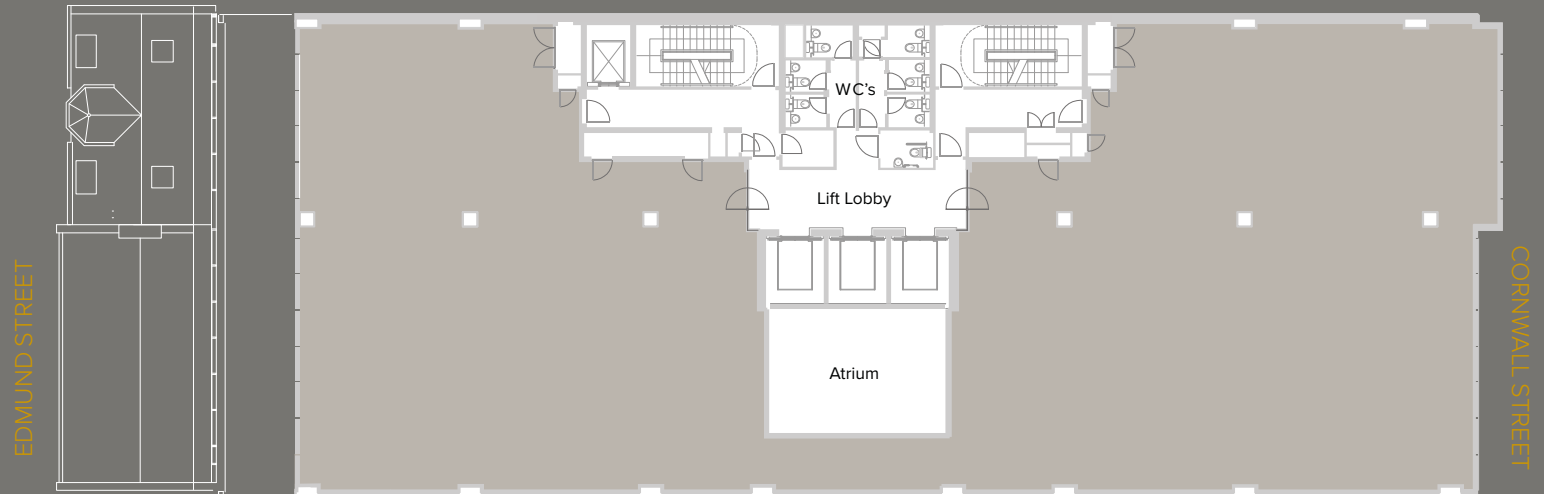 EDMUND STREET
WC's
Lift Lobby
Atrium
CORNWALL STREET